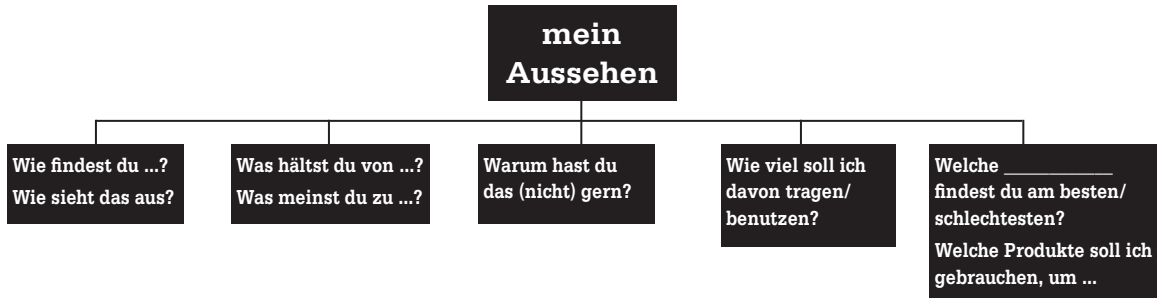 mein
Aussehen
Wie findest du ...?
Wie sieht das aus?
Was hältst du von ...?
Was meinst du zu ...?
Warum hast du
das (nicht) gern?
Wie viel soll ich
davon tragen/
benutzen?
Welche ____________
findest du am besten/
schlechtesten?
Welche Produkte soll ich
gebrauchen, um ...